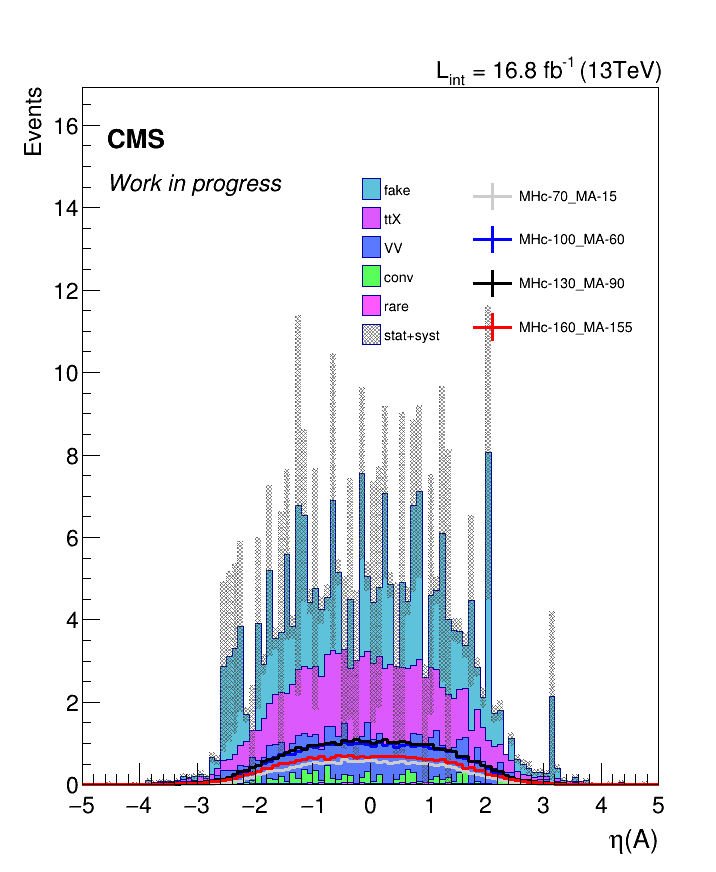 L_int = 16.8 fb^-1 (13TeV)
Events
CMS
Work in progress
fake
ttX
VV
conv
rare
stat+syst
MHc-70_MA-15
MHc-100_MA-60
MHc-130_MA-90
MHc-160_MA-155
16
14
12
10
8
6
4
2
0
−5 −4 −3 −2 −1 0 1 2 3 4 5
η(A)